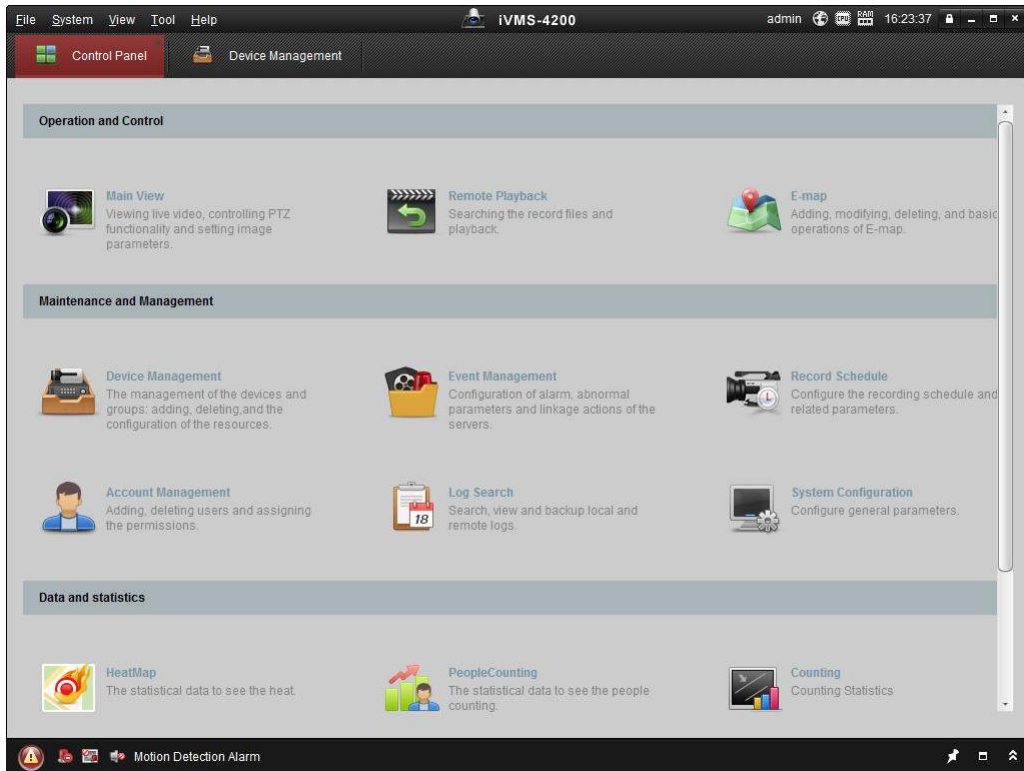 File System View Tool Help iVMS-4200 admin CPU RAM 16:23:37
Control Panel Device Management
Operation and Control
Main View
Viewing live video, controlling PTZ
functionality and setting image
parameters.
Remote Playback
Searching the record files and
playback.
E-map
Adding, modifying, deleting, and basic
operations of E-map.
Maintenance and Management
Device Management
The management of the devices and
groups: adding, deleting,and the
configuration of the resources.
Event Management
Configuration of alarm, abnormal
parameters and linkage actions of the
servers.
Record Schedule
Configure the recording schedule and
related parameters.
Account Management
Adding, deleting users and assigning
the permissions.
18
Log Search
Search, view and backup local and
remote logs.
System Configuration
Configure general parameters.
Data and statistics
HeatMap
The statistical data to see the heat.
PeopleCounting
The statistical data to see the people
counting.
Counting
Counting Statistics
Motion Detection Alarm